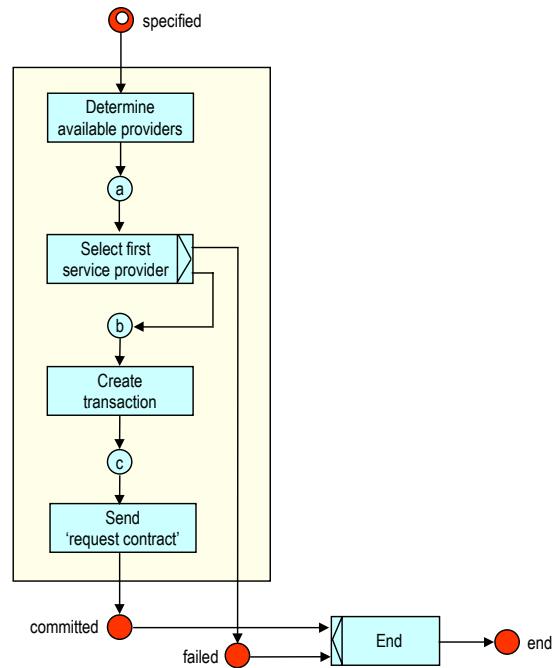 specified
Determine
available providers
a
Select first
service provider
b
Create
transaction
c
Send
‘request contract’
committed
failed
End
end